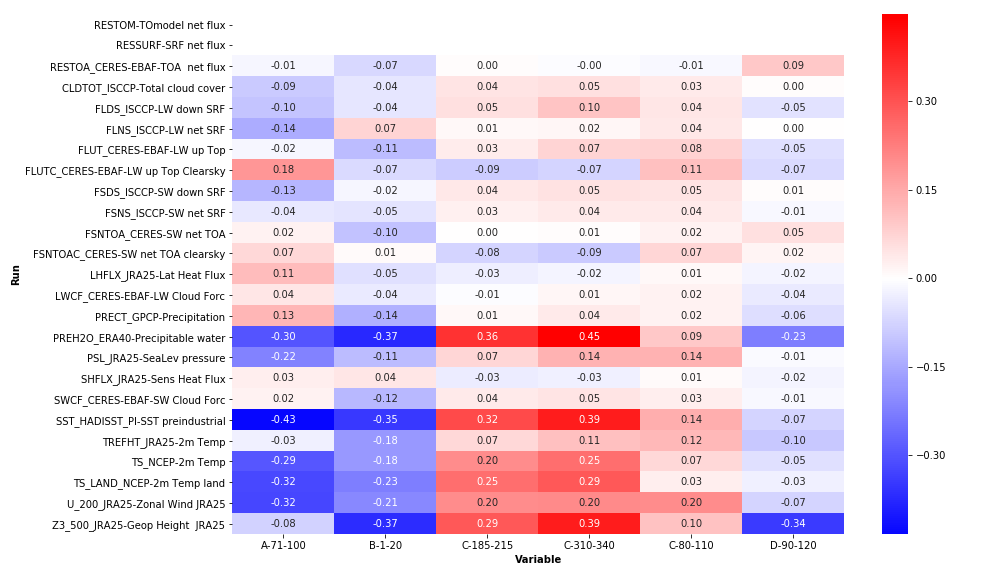 RESTOM-TOmodel net flux
RESSURF-SRF net flux
RESTOA_CERES-EBAF-TOA  net flux -0.01 -0.07 0.00 -0.00 -0.01 0.09
CLDTOT_ISCCP-Total cloud cover -0.09 -0.04 0.04 0.05 0.03 0.00
FLDS_ISCCP-LW down SRF -0.10 -0.04 0.05 0.10 0.04 -0.05
FLNS_ISCCP-LW net SRF -0.14 0.07 0.01 0.02 0.04 0.00
FLUT_CERES-EBAF-LW up Top -0.02 -0.11 0.03 0.07 0.08 -0.05
FLUTC_CERES-EBAF-LW up Top Clearsky 0.18 -0.07 -0.09 -0.07 0.11 -0.07
FSDS_ISCCP-SW down SRF -0.13 -0.02 0.04 0.05 0.05 0.01
FSNS_ISCCP-SW net SRF -0.04 -0.05 0.03 0.04 0.04 -0.01
FSNTOA_CERES-SW net TOA 0.02 -0.10 0.00 0.01 0.02 0.05
FSNTOAC_CERES-SW net TOA clearsky 0.07 0.01 -0.08 -0.09 0.07 0.02
LHFLX_JRA25-Lat Heat Flux 0.11 -0.05 -0.03 -0.02 0.01 -0.02
LWCF_CERES-EBAF-LW Cloud Forc 0.04 -0.04 -0.01 0.01 0.02 -0.04
PRECT_GPCP-Precipitation 0.13 -0.14 0.01 0.04 0.02 -0.06
PREH2O_ERA40-Precipitable water -0.30 -0.37 0.36 0.45 0.09 -0.23
PSL_JRA25-SeaLev pressure -0.22 -0.11 0.07 0.14 0.14 -0.01
SHFLX_JRA25-Sens Heat Flux 0.03 0.04 -0.03 -0.03 0.01 -0.02
SWCF_CERES-EBAF-SW Cloud Forc 0.02 -0.12 0.04 0.05 0.03 -0.01
SST_HADISST_PI-SST preindustrial -0.43 -0.35 0.32 0.39 0.14 -0.07
TREFHT_JRA25-2m Temp -0.03 -0.18 0.07 0.11 0.12 -0.10
TS_NCEP-2m Temp -0.29 -0.18 0.20 0.25 0.07 -0.05
TS_LAND_NCEP-2m Temp land -0.32 -0.23 0.25 0.29 0.03 -0.03
U_200_JRA25-Zonal Wind JRA25 -0.32 -0.21 0.20 0.20 0.20 -0.07
Z3_500_JRA25-Geop Height  JRA25 -0.08 -0.37 0.29 0.39 0.10 -0.34
A-71-100 B-1-20 C-185-215 C-310-340 C-80-110 D-90-120
Variable
Run
0.30
0.15
0.00
−0.15
−0.30